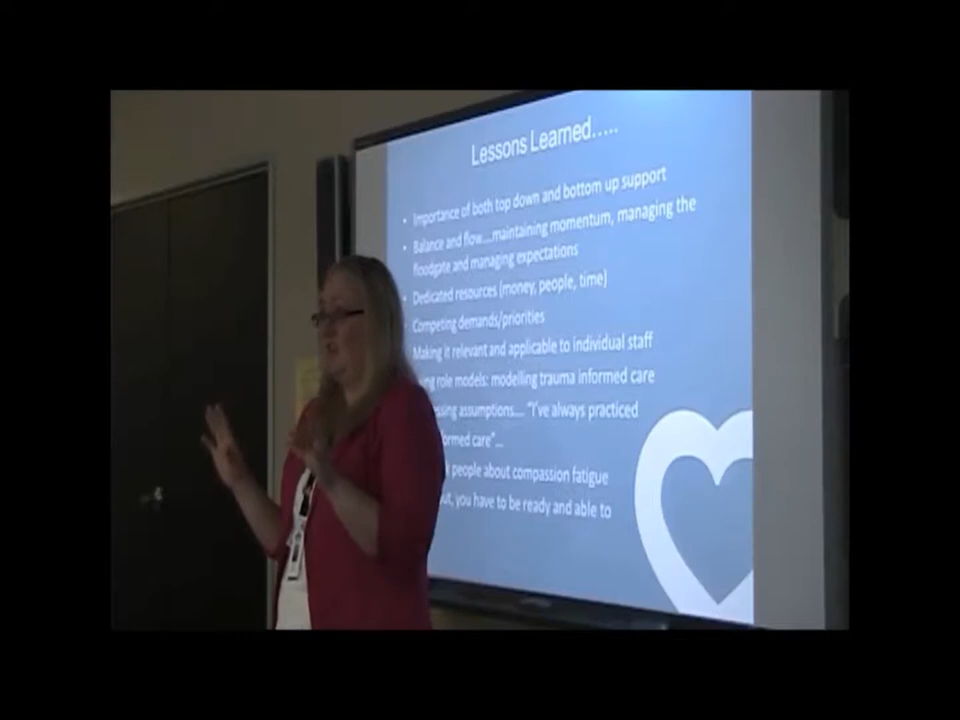 Lessons Learned.....
• Importance of both top down and bottom up support
• Balance and flow....maintaining momentum, managing the
floodgate and managing expectations
• Dedicated resources (money, people, time)
• Competing demands/priorities
Making it relevant and applicable to individual staff
role models: modelling trauma informed care
assumptions.... "I've always practiced
care"...
people about compassion fatigue
you have to be ready and able to